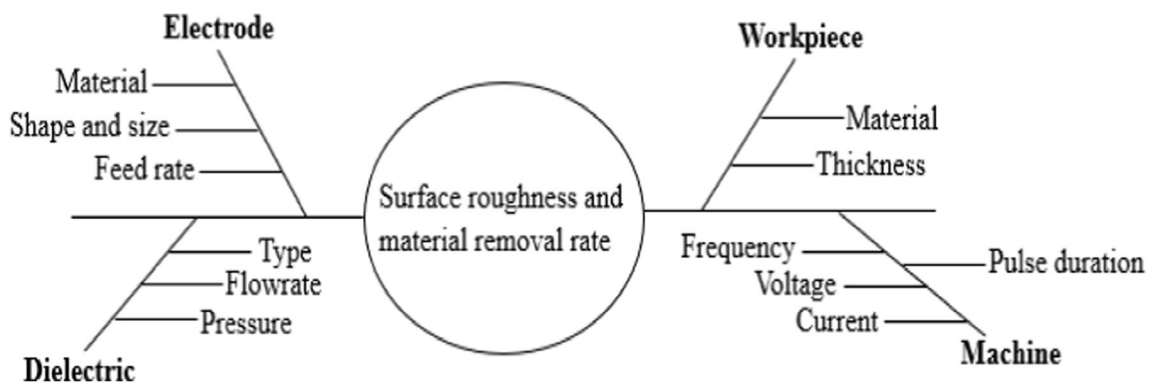 Electrode
Material
Shape and size
Feed rate
Workpiece
Material
Thickness
Surface roughness and
material removal rate
Type
Flowrate
Pressure
Dielectric
Frequency
Pulse duration
Voltage
Current
Machine